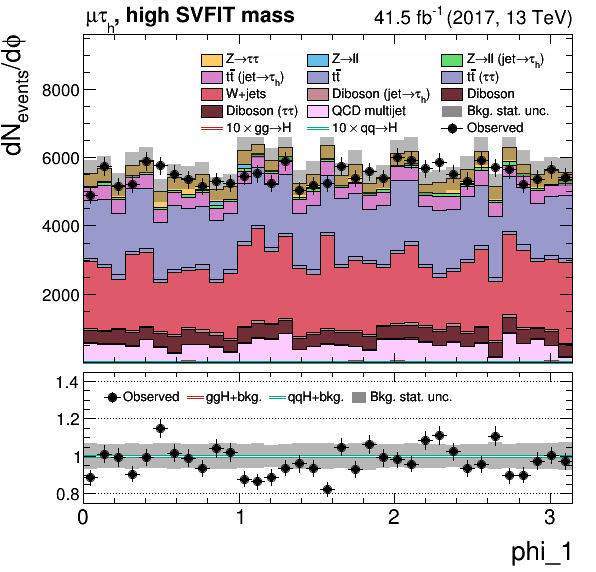 μτh, high SVFIT mass 41.5 fb⁻¹ (2017, 13 TeV)
dNevents/dϕ
Z→ττ Z→ll Z→ll (jet→τh)
tt̄ (jet→τh) tt̄ tt̄ (ττ)
W+jets Diboson (jet→τh) Diboson
Diboson (ττ) QCD multijet Bkg. stat. unc.
10×gg→H 10×qq→H Observed
6000
8000
4000
2000
1.4
Observed ggH+bkg. qqH+bkg. Bkg. stat. unc.
1.2
1.0
0.8
0 1 2 3
phi_1